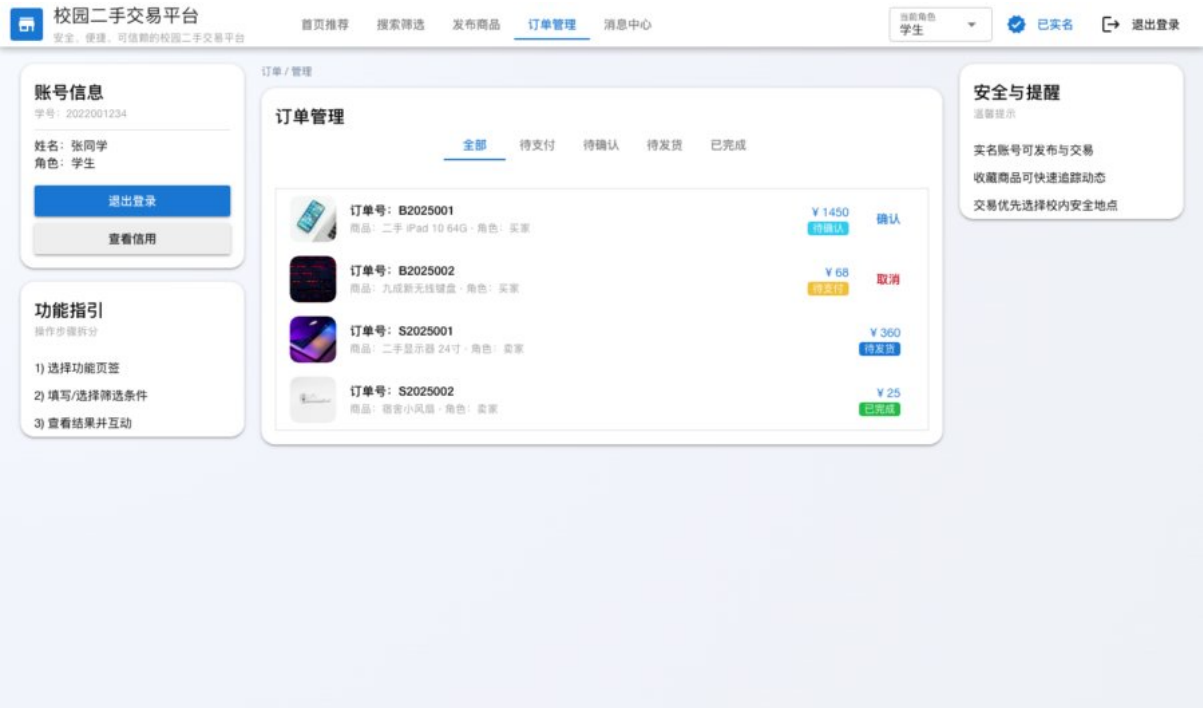 校园二手交易平台
安全、便捷、可信赖的校园二手交易平台
首页推荐
搜索筛选
发布商品
订单管理
消息中心
当前角色
学生
已实名
退出登录
账号信息
学号：2022001234
姓名：张同学
角色：学生
退出登录
查看信用
功能指引
操作步骤拆分
1) 选择功能页签
2) 填写/选择筛选条件
3) 查看结果并互动
订单 / 管理
订单管理
全部
待支付
待确认
待发货
已完成
订单号：B2025001
商品：二手 iPad 10 64G · 角色：买家
¥ 1450
待确认
确认
订单号：B2025002
商品：九成新无线键盘 · 角色：买家
¥ 68
待支付
取消
订单号：S2025001
商品：二手显示器 24寸 · 角色：卖家
¥ 360
待发货
订单号：S2025002
商品：宿舍小风扇 · 角色：卖家
¥ 25
已完成
安全与提醒
温馨提示
实名账号可发布与交易
收藏商品可快速追踪动态
交易优先选择校内安全地点